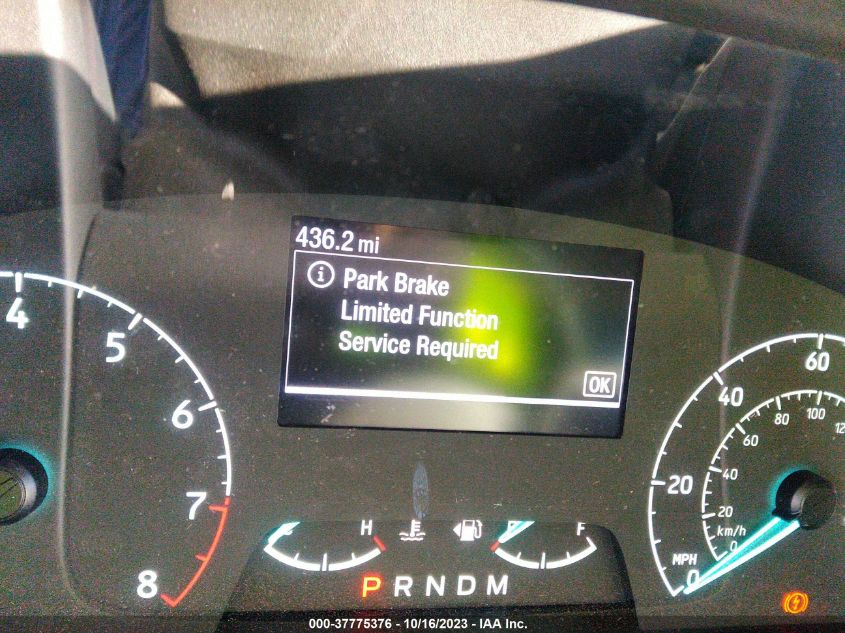 436.2 mi
Park Brake
Limited Function
Service Required
OK
4
5
6
7
8
H
F
P R N D M
60
40
20
0
MPH
100
80
60
40
20
0
km/h
000-37775376 - 10/16/2023 - IAA Inc.